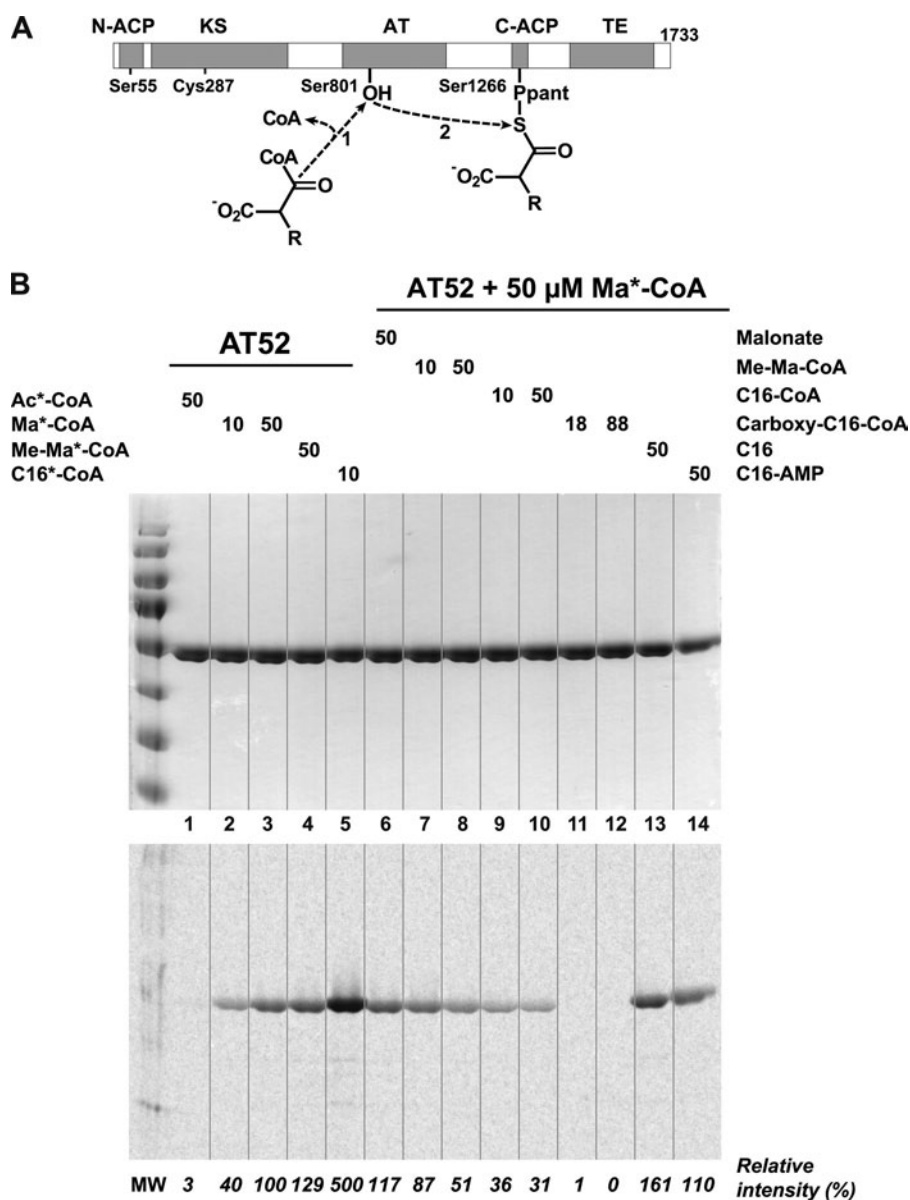 A
N-ACP KS AT C-ACP TE 1733
Ser55 Cys287 Ser801 OH Ser1266 Ppant
CoA 1 2 S
CoA
O O
⁻O₂C ⁻O₂C
R R
B
AT52 + 50 µM Ma*-CoA
AT52
50 Malonate
10 50 Me-Ma-CoA
Ac*-CoA 50 10 50 C16-CoA
Ma*-CoA 10 50 18 88 Carboxy-C16-CoA
Me-Ma*-CoA 50 50 C16
C16*-CoA 10 50 C16-AMP
1 2 3 4 5 6 7 8 9 10 11 12 13 14
MW 3 40 100 129 500 117 87 51 36 31 1 0 161 110 Relative
intensity (%)